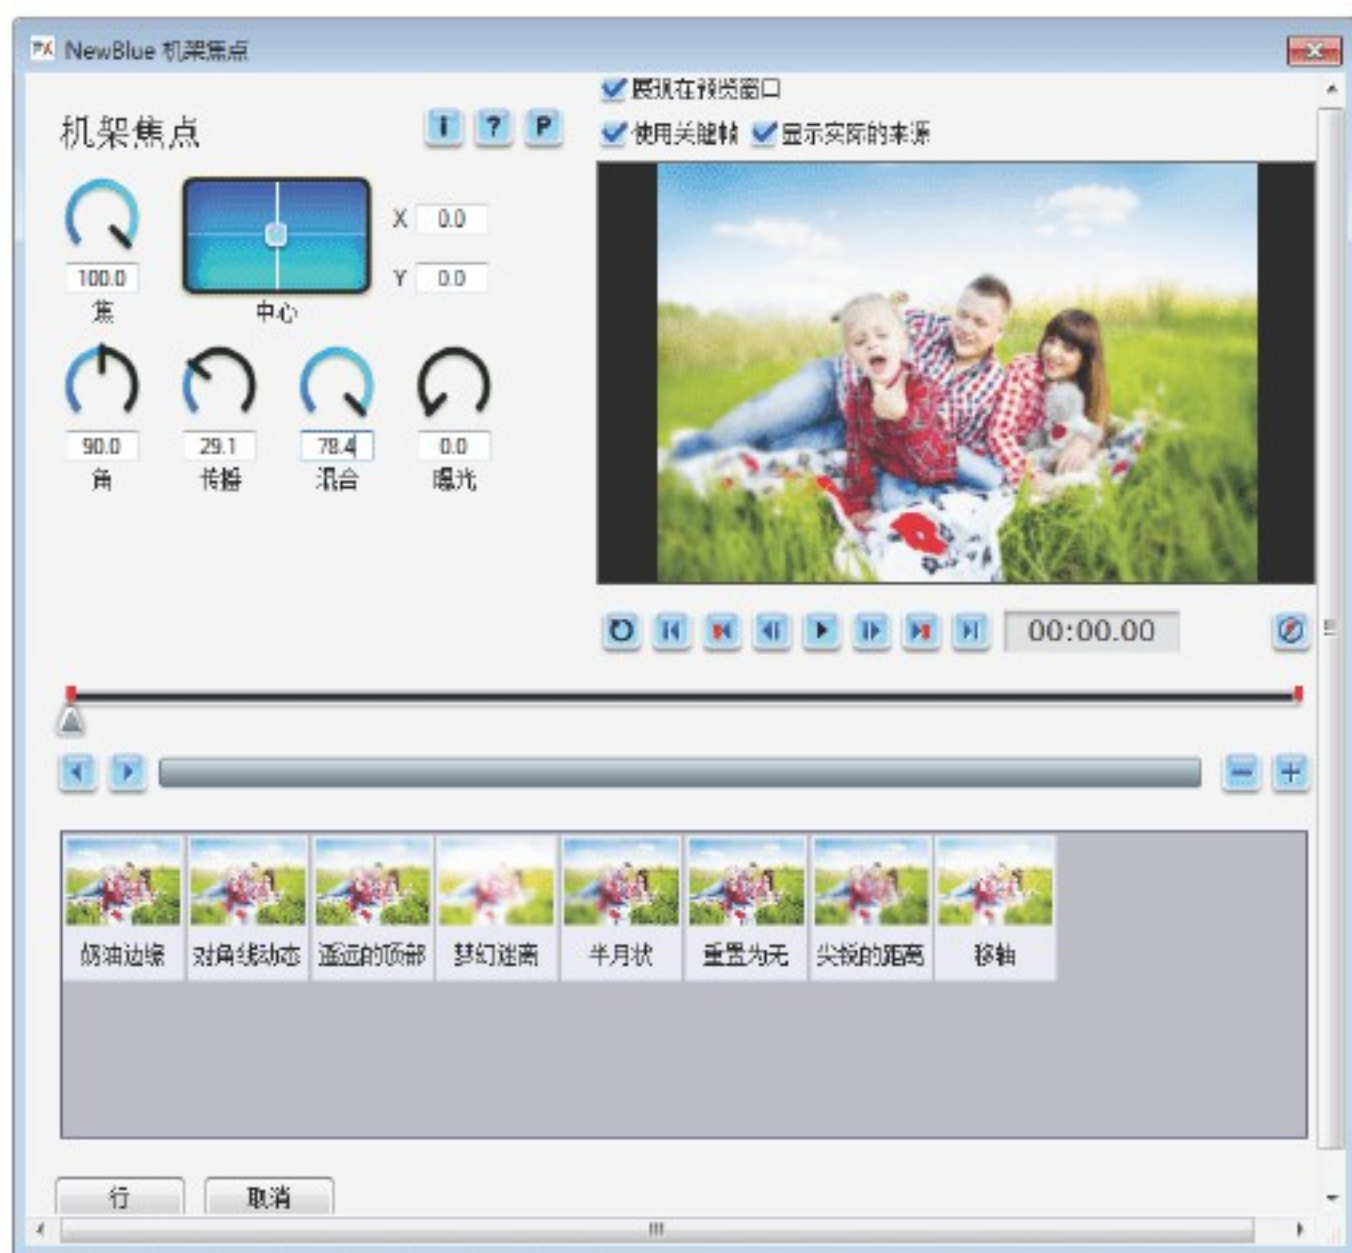 NewBlue 机架焦点
展现在预览窗口
机架焦点
i ? P
使用关键帧 显示实际的来源
X 0.0
100.0
Y 0.0
焦
中心
90.0 29.1 78.4 0.0
角 传播 混合 曝光
00:00.00
奶油边缘 对角线动态 遥远的顶部 梦幻迷离 半月状 重置为无 尖锐的距离 移轴
行 取消